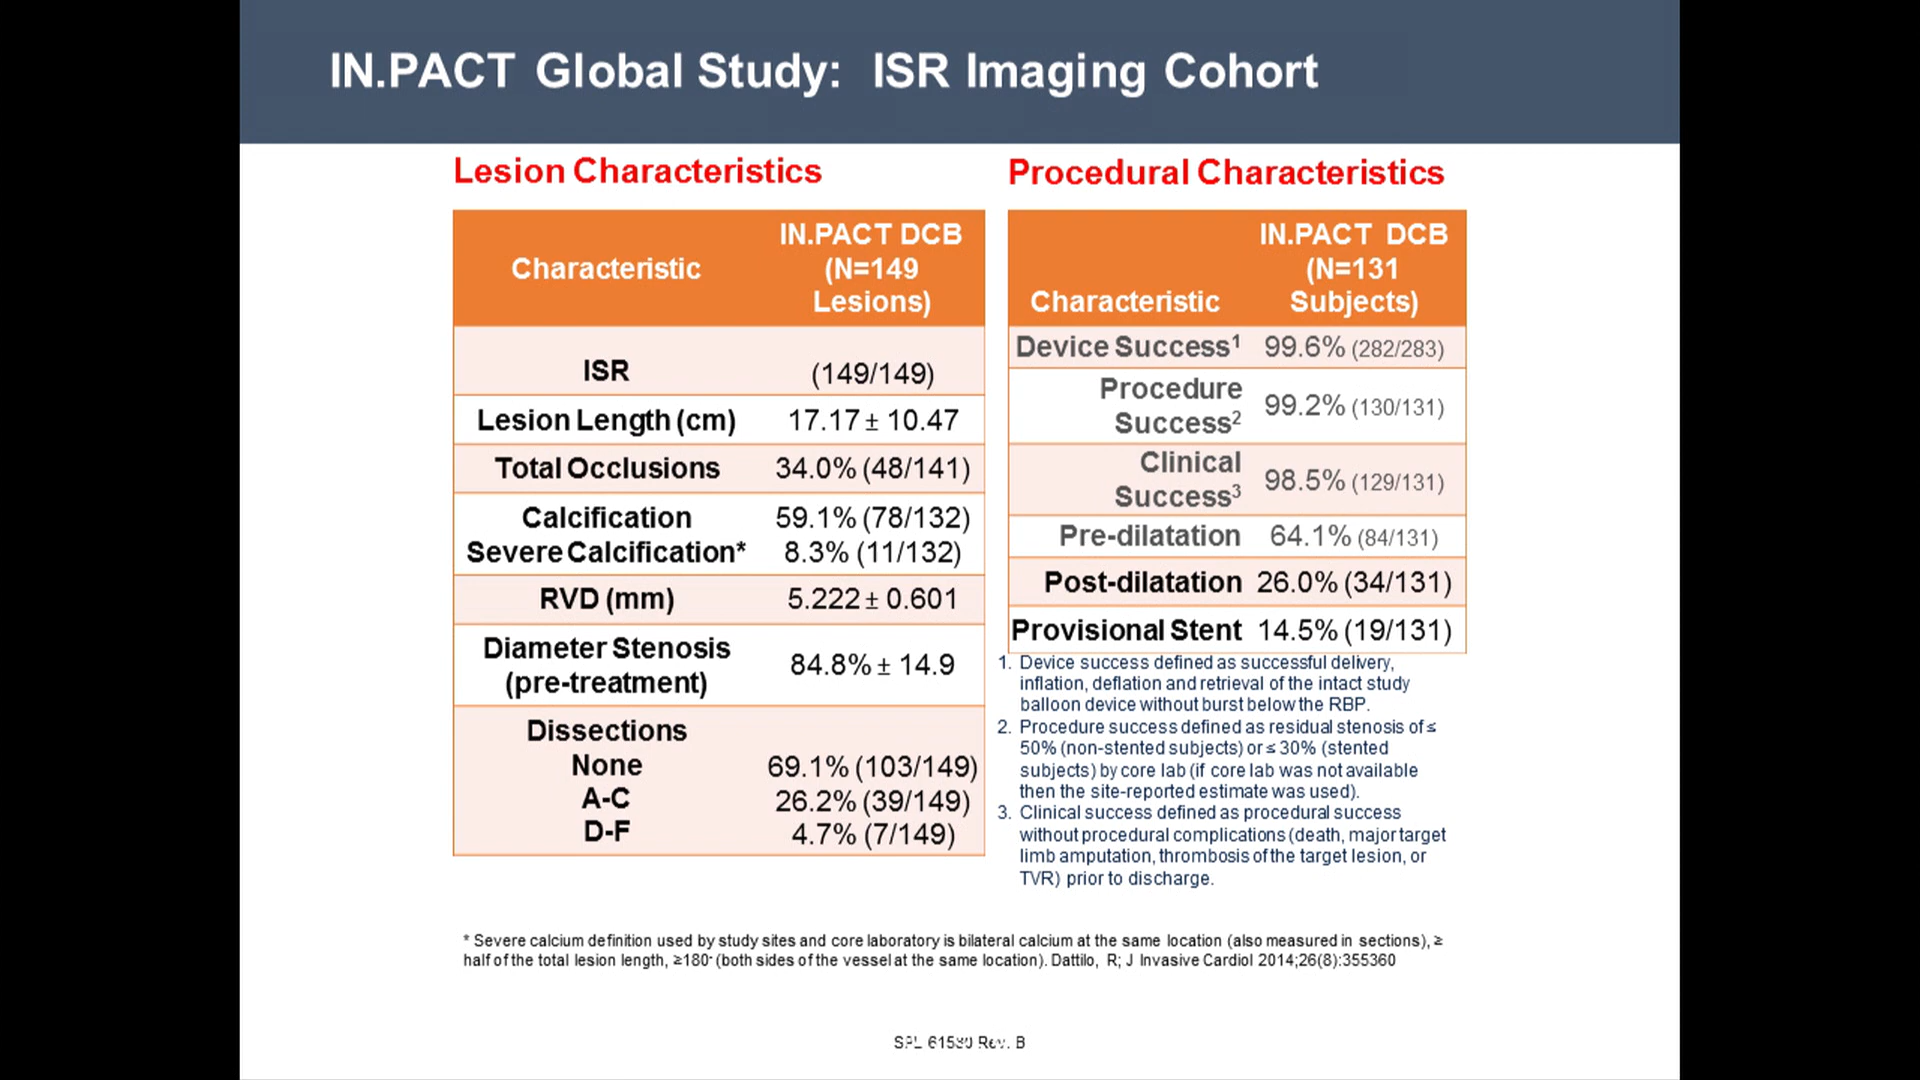 IN.PACT Global Study: ISR Imaging Cohort
Lesion Characteristics
Characteristic
IN.PACT DCB
(N=149
Lesions)
ISR (149/149)
Lesion Length (cm) 17.17 ± 10.47
Total Occlusions 34.0% (48/141)
Calcification 59.1% (78/132)
Severe Calcification* 8.3% (11/132)
RVD (mm) 5.222 ± 0.601
Diameter Stenosis
(pre-treatment)
84.8% ± 14.9
Dissections
None 69.1% (103/149)
A-C 26.2% (39/149)
D-F 4.7% (7/149)
Procedural Characteristics
Characteristic
IN.PACT DCB
(N=131
Subjects)
Device Success¹ 99.6% (282/283)
Procedure
Success²
99.2% (130/131)
Clinical
Success³
98.5% (129/131)
Pre-dilatation 64.1% (84/131)
Post-dilatation 26.0% (34/131)
Provisional Stent 14.5% (19/131)
1. Device success defined as successful delivery,
inflation, deflation and retrieval of the intact study
balloon device without burst below the RBP.
2. Procedure success defined as residual stenosis of ≤
50% (non-stented subjects) or ≤ 30% (stented
subjects) by core lab (if core lab was not available
then the site-reported estimate was used).
3. Clinical success defined as procedural success
without procedural complications (death, major target
limb amputation, thrombosis of the target lesion, or
TVR) prior to discharge.
* Severe calcium definition used by study sites and core laboratory is bilateral calcium at the same location (also measured in sections), ≥
half of the total lesion length, ≥180° (both sides of the vessel at the same location). Dattilo, R; J Invasive Cardiol 2014;26(8):355360
Rev. B